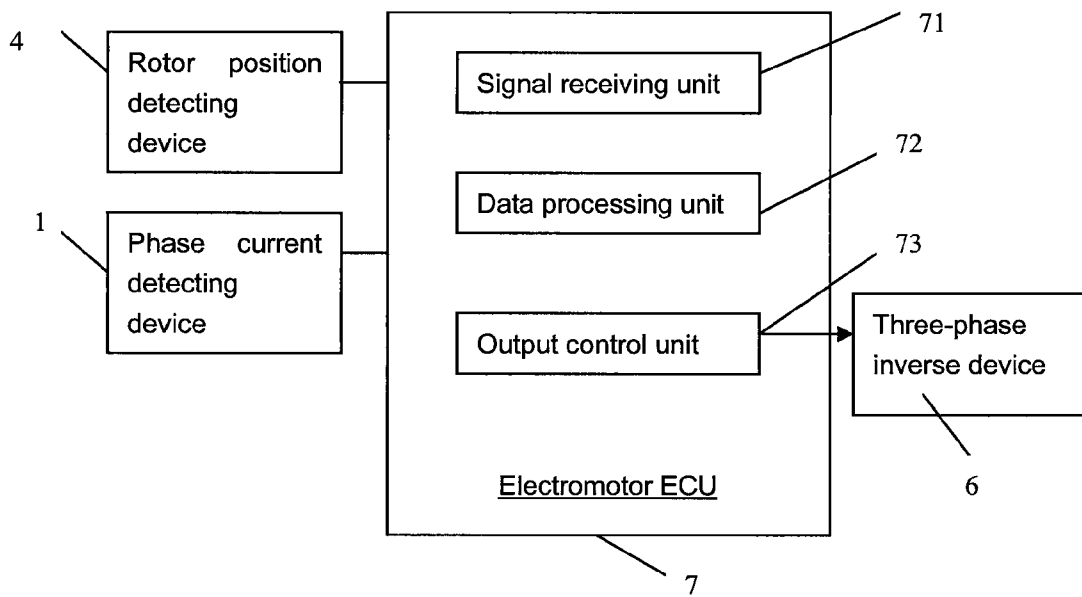 4
Rotor position
detecting
device
1
Phase current
detecting
device
71
Signal receiving unit
72
Data processing unit
73
Output control unit
Three-phase
inverse device
6
Electromotor ECU
7